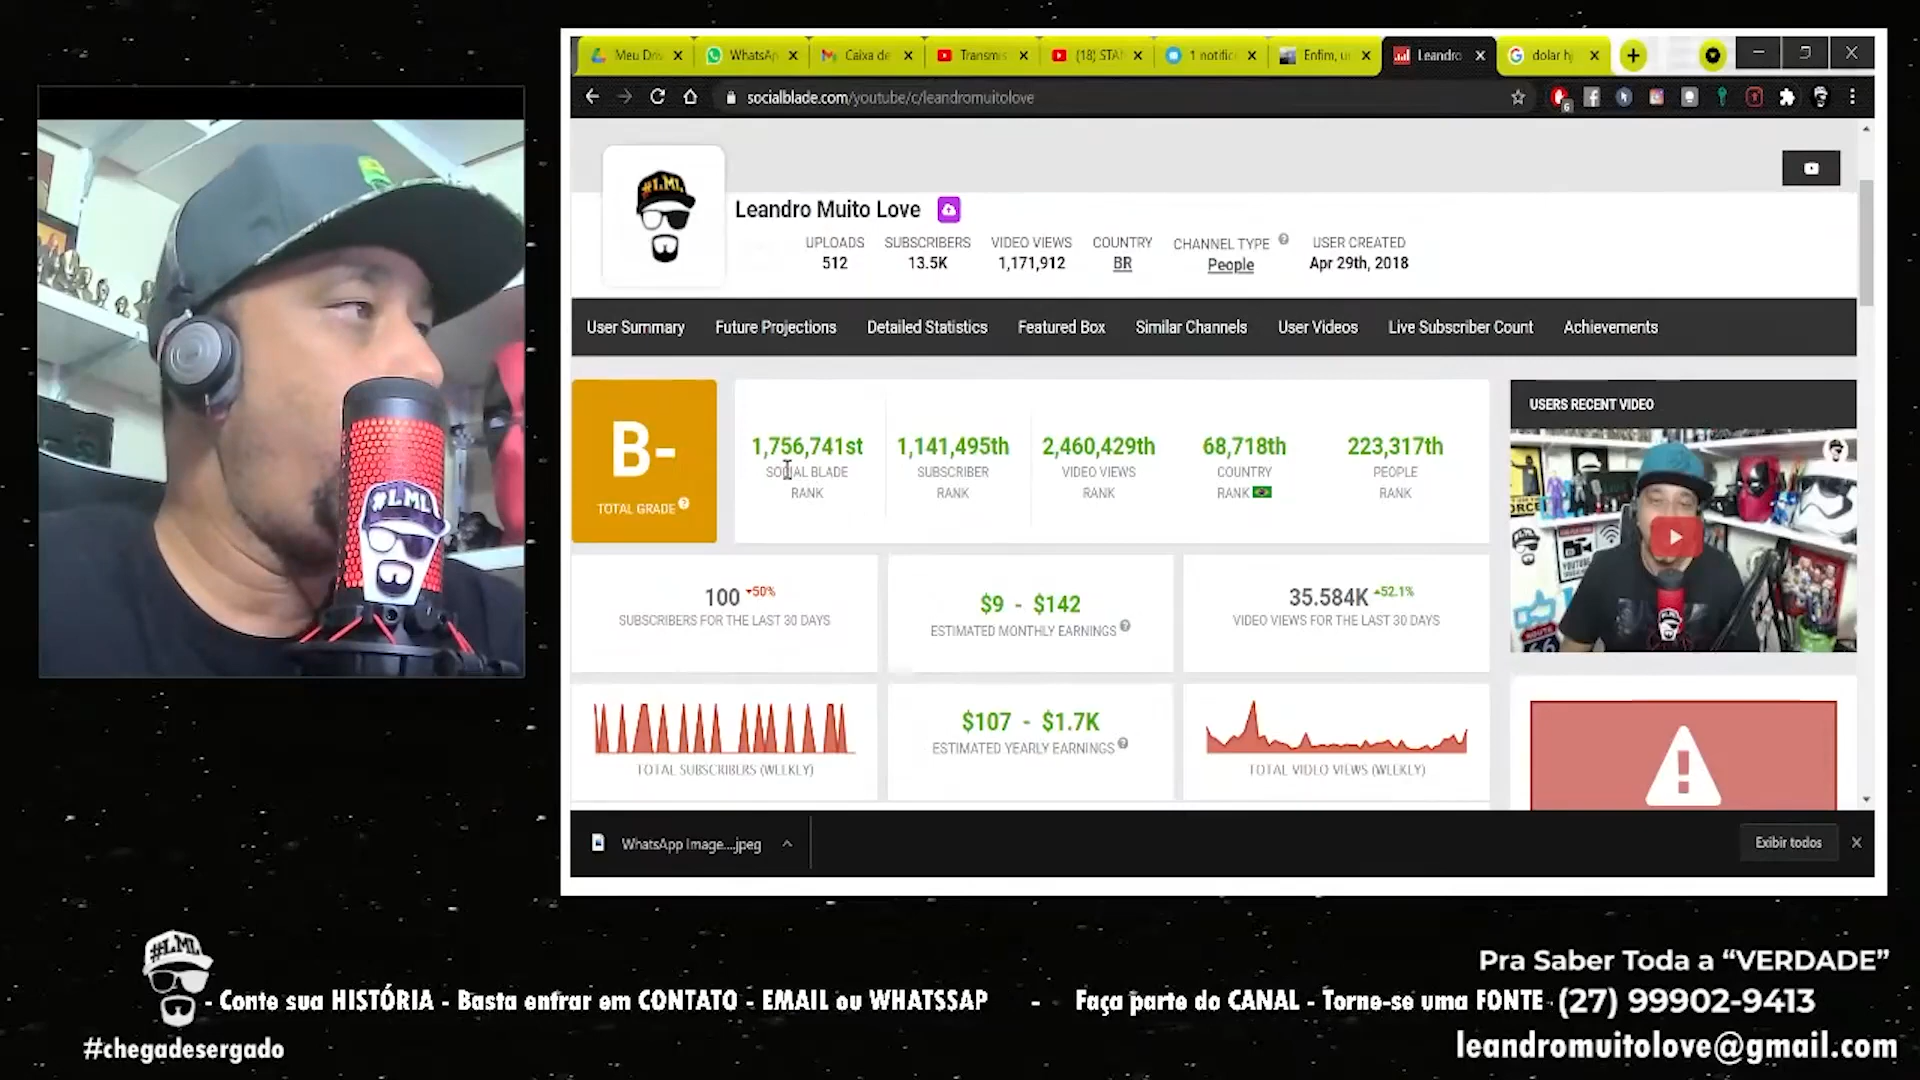 Meu Dri
WhatsAp
Caixa de
Transmis
(18) STA
1 notific
Enfim, u
Leandro
dolar hj
socialblade.com/youtube/c/leandromuitolove
6
#LML
Leandro Muito Love
UPLOADS
512
SUBSCRIBERS
13.5K
VIDEO VIEWS
1,171,912
COUNTRY
BR
CHANNEL TYPE
People
USER CREATED
Apr 29th, 2018
User Summary
Future Projections
Detailed Statistics
Featured Box
Similar Channels
User Videos
Live Subscriber Count
Achievements
B-
TOTAL GRADE
1,756,741st
SOCIAL BLADE
RANK
1,141,495th
SUBSCRIBER
RANK
2,460,429th
VIDEO VIEWS
RANK
68,718th
COUNTRY
RANK
223,317th
PEOPLE
RANK
USERS RECENT VIDEO
100 -50%
SUBSCRIBERS FOR THE LAST 30 DAYS
$9 - $142
ESTIMATED MONTHLY EARNINGS
35.584K +52.1%
VIDEO VIEWS FOR THE LAST 30 DAYS
TOTAL SUBSCRIBERS (WEEKLY)
$107 - $1.7K
ESTIMATED YEARLY EARNINGS
TOTAL VIDEO VIEWS (WEEKLY)
#LML
WhatsApp Image....jpeg
Exibir todos
#LML
- Conte sua HISTÓRIA - Basta entrar em CONTATO - EMAIL ou WHATSSAP - Faça parte do CANAL - Torne-se uma FONTE -
#chegadesergado
Pra Saber Toda a “VERDADE”
(27) 99902-9413
leandromuitolove@gmail.com